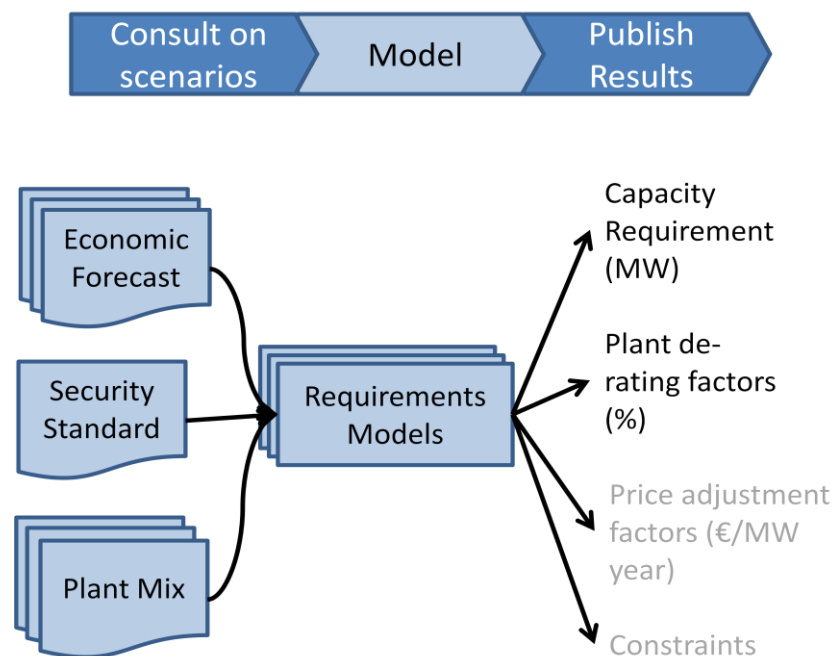 Consult on
scenarios
Model
Publish
Results
Economic
Forecast
Security
Standard
Plant Mix
Requirements
Models
Capacity
Requirement
(MW)
Plant de-
rating factors
(%)
Price adjustment
factors (€/MW
year)
Constraints